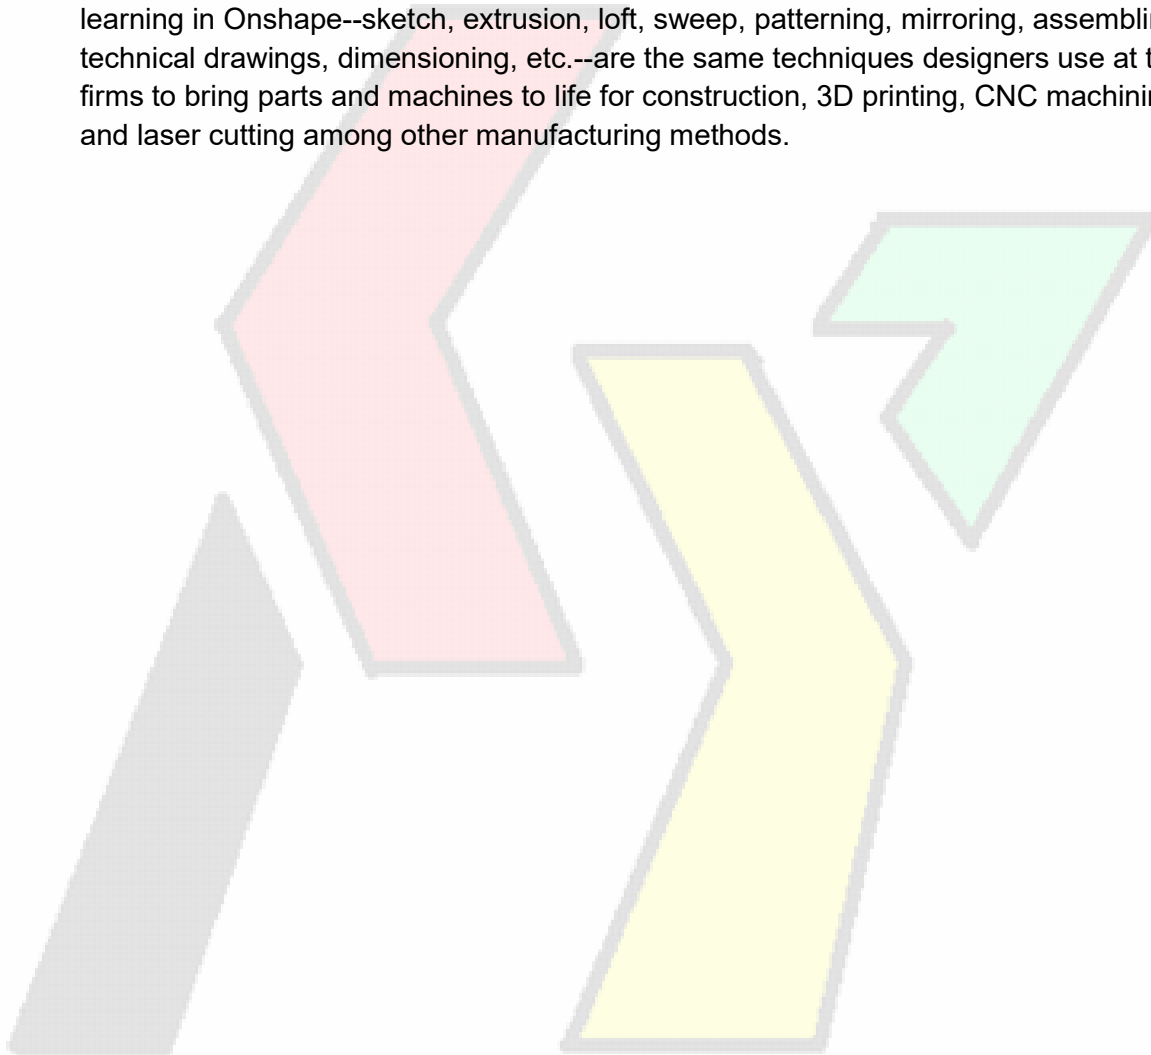 learning in Onshape--sketch, extrusion, loft, sweep, patterning, mirroring,
technical drawings, dimensioning, etc.--are the same techniques designers use at
firms to bring parts and machines to life for construction, 3D printing, CNC
and laser cutting among other manufacturing methods.